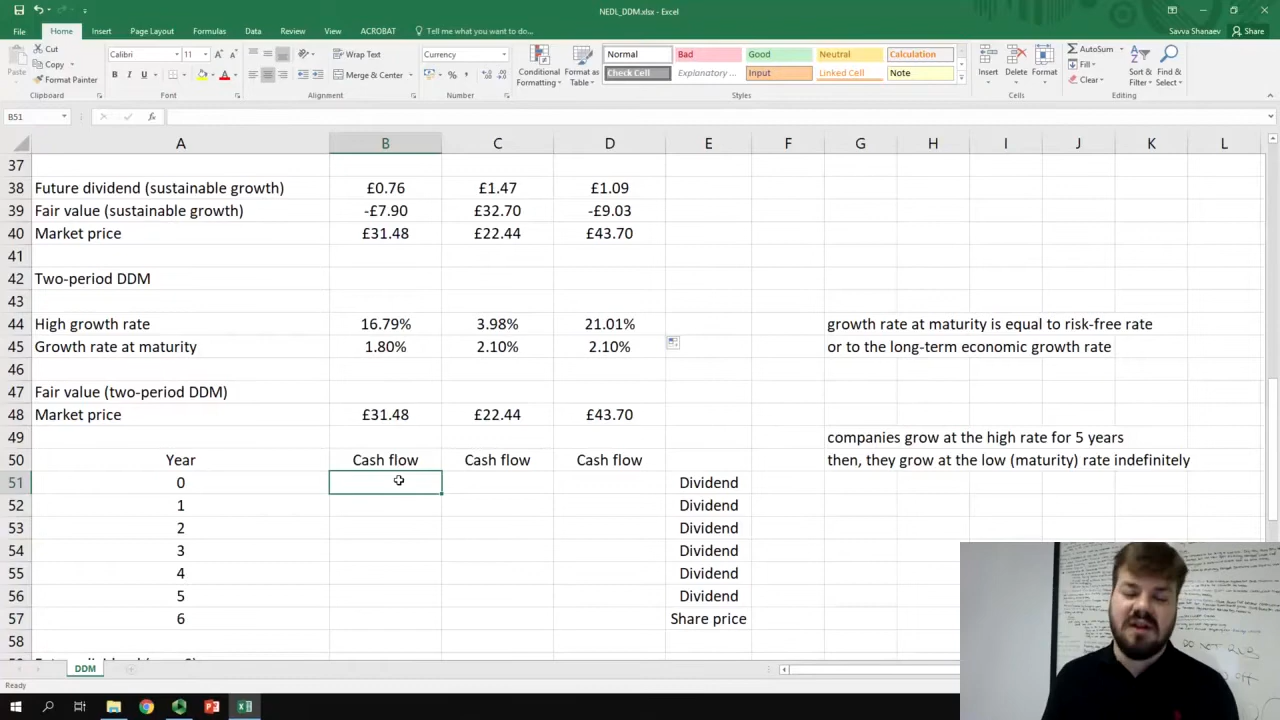 NEDL_DDM.xlsx - Excel
Savva Shanaev
Share
File
Home
Insert
Page Layout
Formulas
Data
Review
View
ACROBAT
Tell me what you want to do...
Paste
Cut
Copy
Format Painter
Clipboard
Calibri
11
B I U
Font
Wrap Text
Merge & Center
Alignment
Currency
%
Number
Conditional Formatting
Format as Table
Normal
Bad
Good
Neutral
Calculation
Check Cell
Explanatory ...
Input
Linked Cell
Note
Styles
Insert
Delete
Format
Cells
AutoSum
Fill
Clear
Sort & Filter
Find & Select
Editing
B51
fx
A B C D E F G H I J K L
37
38 Future dividend (sustainable growth) £0.76 £1.47 £1.09
39 Fair value (sustainable growth) -£7.90 £32.70 -£9.03
40 Market price £31.48 £22.44 £43.70
41
42 Two-period DDM
43
44 High growth rate 16.79% 3.98% 21.01% growth rate at maturity is equal to risk-free rate
45 Growth rate at maturity 1.80% 2.10% 2.10% or to the long-term economic growth rate
46
47 Fair value (two-period DDM)
48 Market price £31.48 £22.44 £43.70
49 companies grow at the high rate for 5 years
50 Year Cash flow Cash flow Cash flow then, they grow at the low (maturity) rate indefinitely
51 0 Dividend
52 1 Dividend
53 2 Dividend
54 3 Dividend
55 4 Dividend
56 5 Dividend
57 6 Share price
58
DDM
Ready